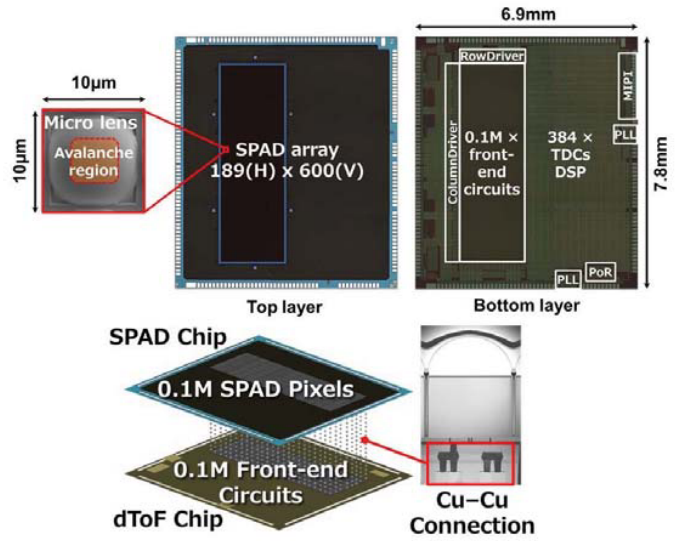 10μm
10μm
Micro lens
Avalanche
region
SPAD array
189(H) x 600(V)
Top layer
6.9mm
7.8mm
RowDriver
ColumnDriver
0.1M ×
front-
end
circuits
384 ×
TDCs
DSP
MIPI
PLL
PLL
PoR
Bottom layer
SPAD Chip
0.1M SPAD Pixels
0.1M Front-end
Circuits
dToF Chip
Cu–Cu
Connection